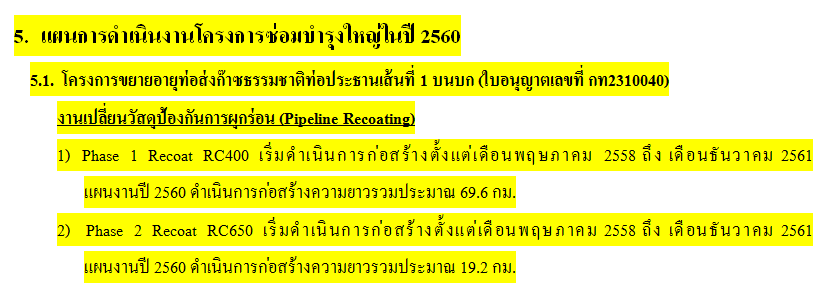 5. แผนการดำเนินงานโครงการซ่อมบำรุงใหญ่ในปี 2560
5.1. โครงการขยายอายุท่อส่งก๊าซธรรมชาติท่อประธานเส้นที่ 1 บนบก (ใบอนุญาตเลขที่ กท2310040)
งานเปลี่ยนวัสดุป้องกันการผุกร่อน (Pipeline Recoating)
1) Phase 1 Recoat RC400 เริ่มดำเนินการก่อสร้างตั้งแต่เดือนพฤษภาคม 2558 ถึง เดือนธันวาคม 2561
แผนงานปี 2560 ดำเนินการก่อสร้างความยาวรวมประมาณ 69.6 กม.
2) Phase 2 Recoat RC650 เริ่มดำเนินการก่อสร้างตั้งแต่เดือนพฤษภาคม 2558 ถึง เดือนธันวาคม 2561
แผนงานปี 2560 ดำเนินการก่อสร้างความยาวรวมประมาณ 19.2 กม.